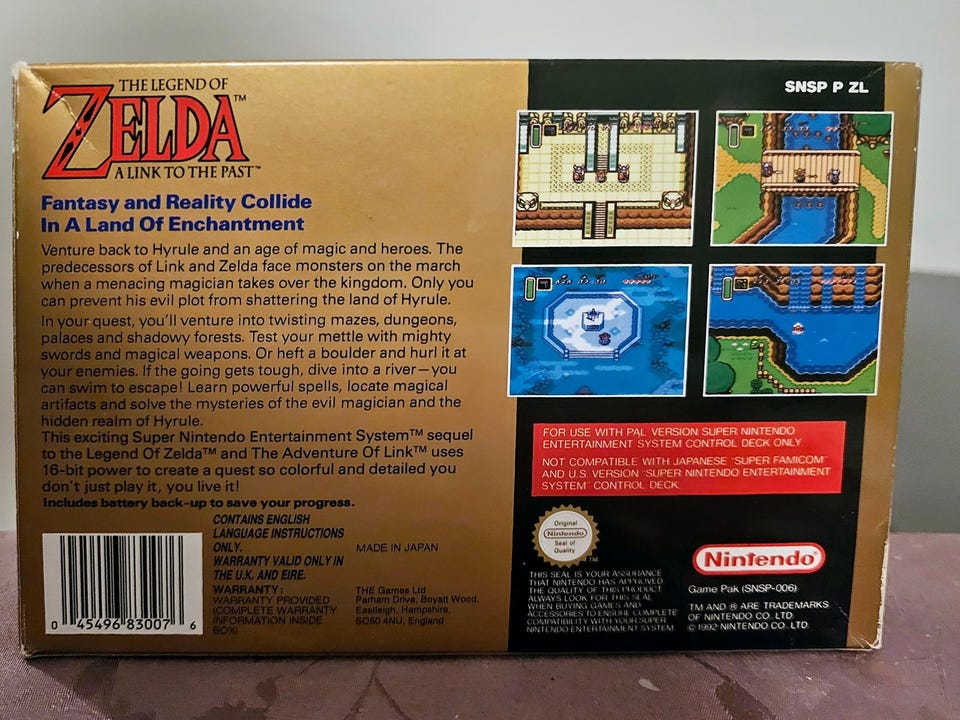 THE LEGEND OF
ZELDA™
A LINK TO THE PAST™
Fantasy and Reality Collide
In A Land Of Enchantment
Venture back to Hyrule and an age of magic and heroes. The
predecessors of Link and Zelda face monsters on the march
when a menacing magician takes over the kingdom. Only you
can prevent his evil plot from shattering the land of Hyrule.
In your quest, you'll venture into twisting mazes, dungeons,
palaces and shadowy forests. Test your mettle with mighty
swords and magical weapons. Or heft a boulder and hurl it at
your enemies. If the going gets tough, dive into a river—you
can swim to escape! Learn powerful spells, locate magical
artifacts and solve the mysteries of the evil magician and the
hidden realm of Hyrule.
This exciting Super Nintendo Entertainment System™ sequel
to the Legend Of Zelda™ and The Adventure Of Link™ uses
16-bit power to create a quest so colorful and detailed you
don't just play it, you live it!
Includes battery back-up to save your progress.
CONTAINS ENGLISH
LANGUAGE INSTRUCTIONS
ONLY.
WARRANTY VALID ONLY IN
THE U.K. AND EIRE.
WARRANTY:
WARRANTY PROVIDED
(COMPLETE WARRANTY
INFORMATION INSIDE
BOX)
MADE IN JAPAN
THE Games Ltd
Parham Drive, Boyatt Wood,
Eastleigh, Hampshire,
SO50 4NU, England
0 45496 83007 6
SNSP P ZL
FOR USE WITH PAL VERSION SUPER NINTENDO
ENTERTAINMENT SYSTEM CONTROL DECK ONLY
NOT COMPATIBLE WITH JAPANESE "SUPER FAMICOM"
AND U.S. VERSION "SUPER NINTENDO ENTERTAINMENT
SYSTEM" CONTROL DECK.
Original
Nintendo
Seal of
Quality
TM
THIS SEAL IS YOUR ASSURANCE
THAT NINTENDO HAS APPROVED
THE QUALITY OF THIS PRODUCT
ALWAYS LOOK FOR THIS SEAL
WHEN BUYING GAMES AND
ACCESSORIES TO ENSURE COMPLETE
COMPATIBILITY WITH YOUR SUPER
NINTENDO ENTERTAINMENT SYSTEM
Nintendo®
Game Pak (SNSP-006)
TM AND ® ARE TRADEMARKS
OF NINTENDO CO. LTD.
© 1992 NINTENDO CO. LTD.